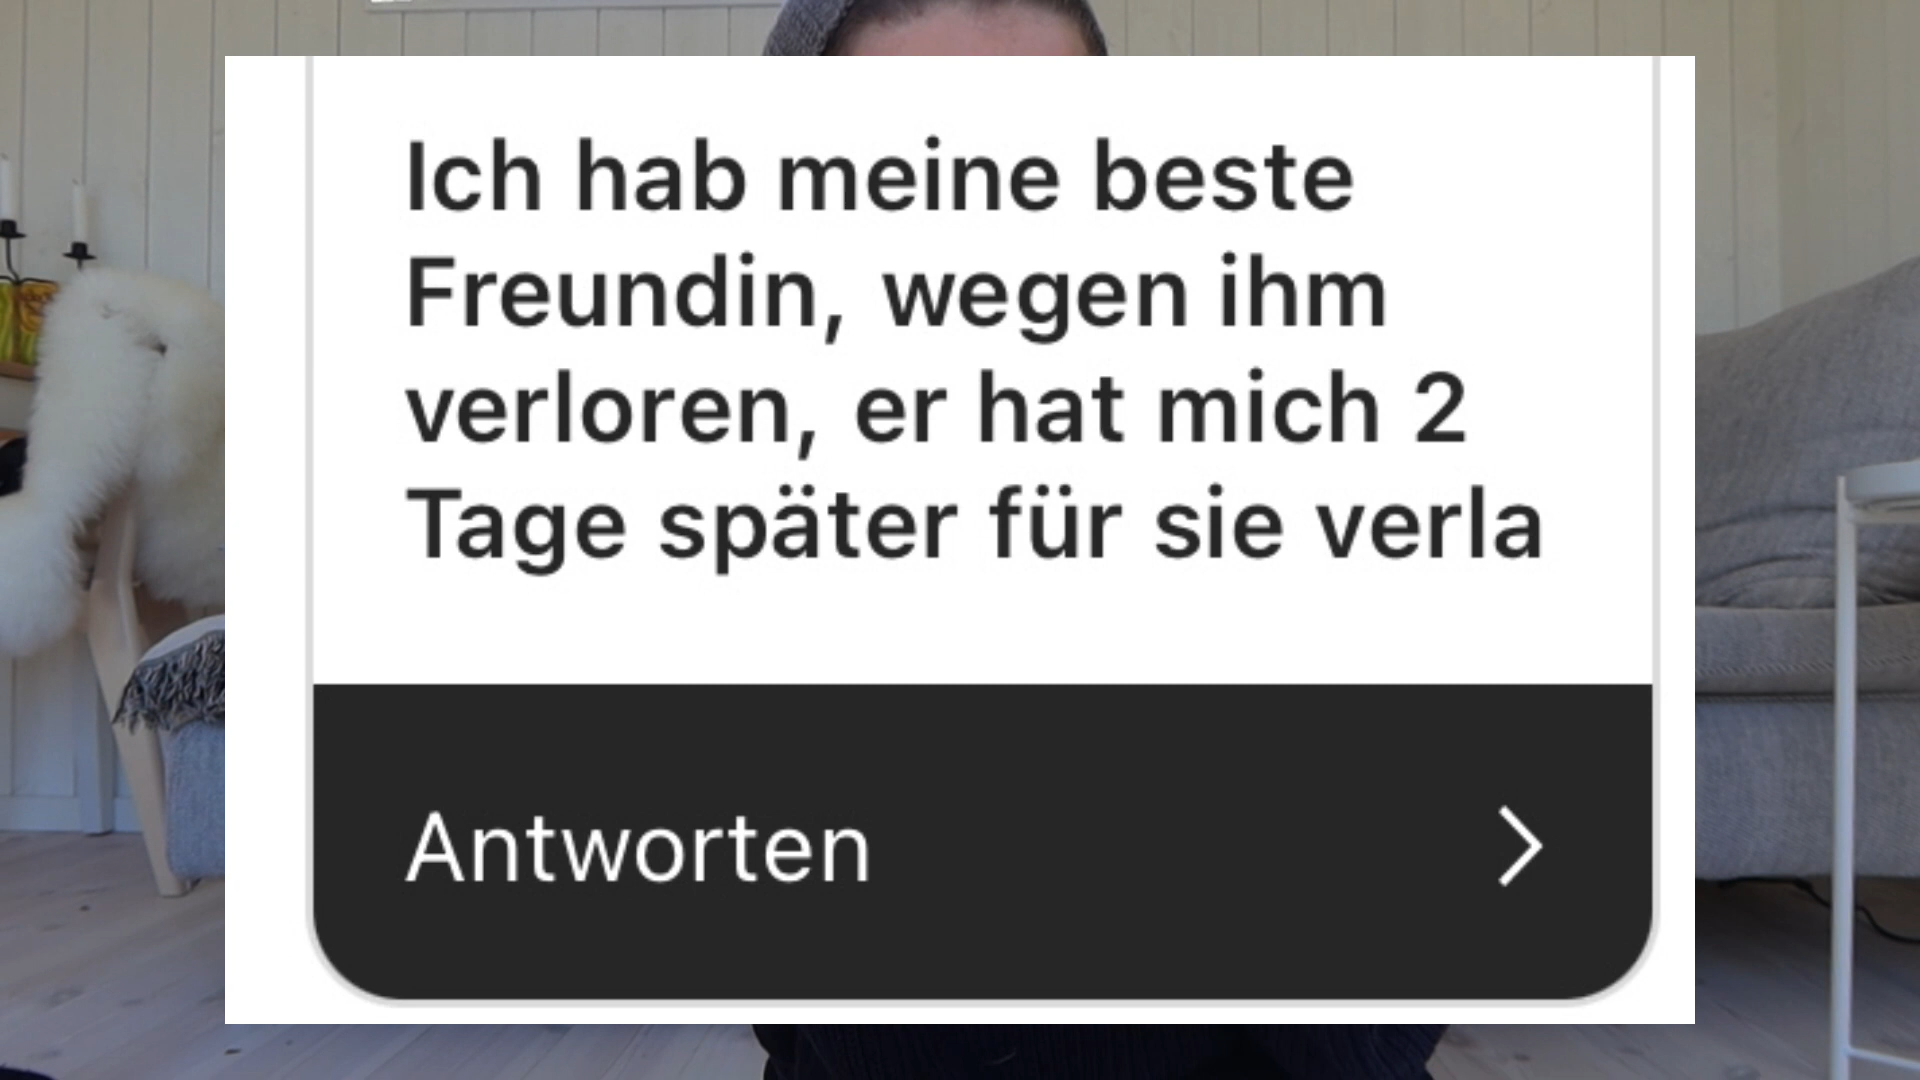 Ich hab meine beste
Freundin, wegen ihm
verloren, er hat mich 2
Tage später für sie verla
Antworten